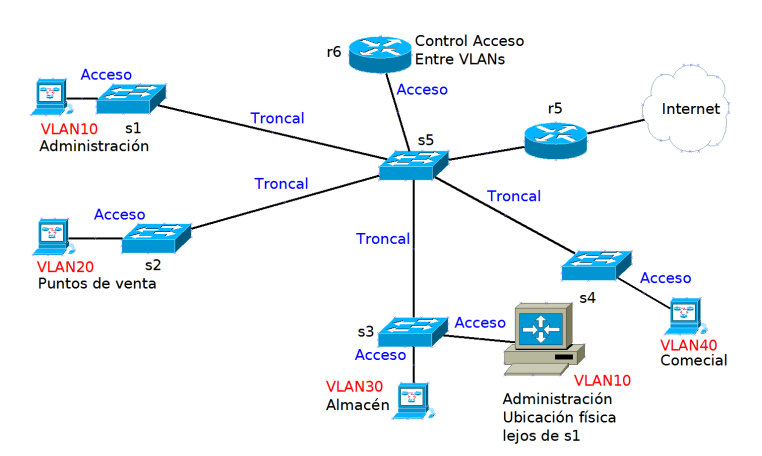 Control Acceso
Entre VLANs
r6
Acceso
Acceso
r5
Internet
Troncal
s1
VLAN10
Administración
s5
Troncal
Troncal
Acceso
Troncal
VLAN20
s2
Puntos de venta
Acceso
s4
Acceso
s3
Acceso
VLAN40
Comecial
VLAN30
Almacén
VLAN10
Administración
Ubicación física
lejos de s1